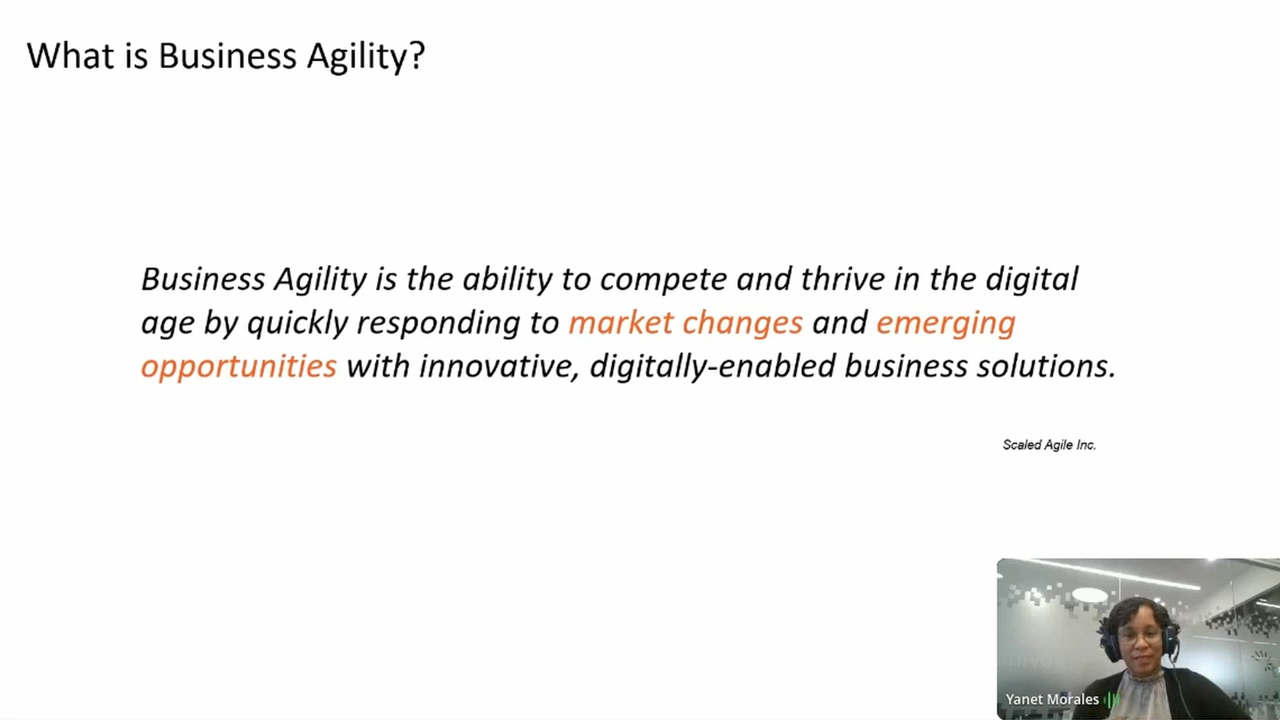 What is Business Agility?
Business Agility is the ability to compete and thrive in the digital
age by quickly responding to market changes and emerging
opportunities with innovative, digitally-enabled business solutions.
Scaled Agile Inc.
Yanet Morales